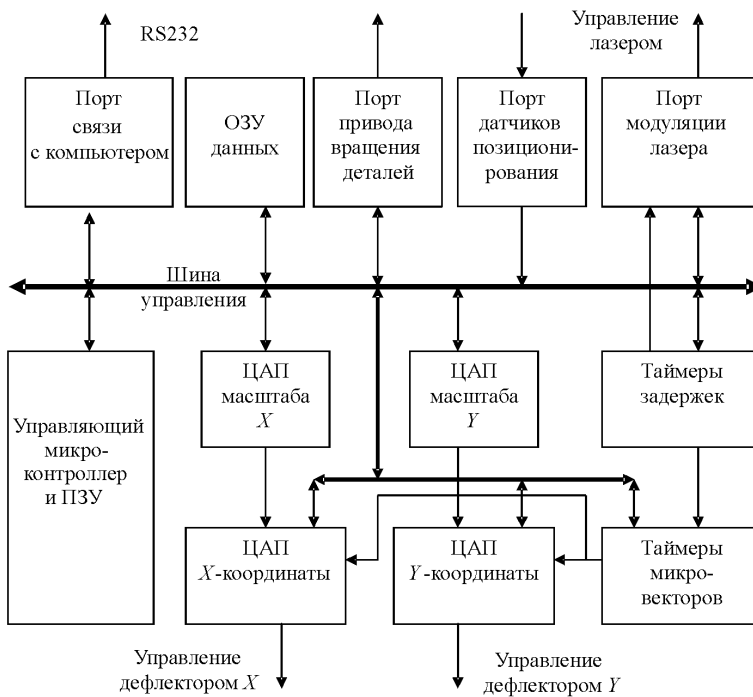 RS232
Управление
лазером
Порт
связи
с компьютером
ОЗУ
данных
Порт
привода
вращения
деталей
Порт
датчиков
позициони-
рования
Порт
модуляции
лазера
Шина
управления
Управляющий
микро-
контроллер
и ПЗУ
ЦАП
масштаба
X
ЦАП
масштаба
Y
Таймеры
задержек
ЦАП
X-координаты
ЦАП
Y-координаты
Таймеры
микро-
векторов
Управление
дефлектором X
Управление
дефлектором Y